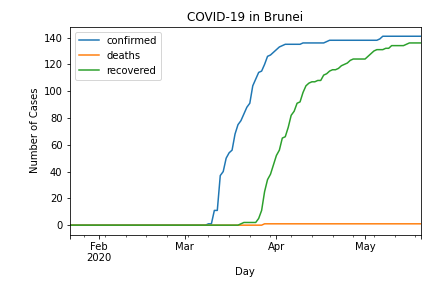 COVID-19 in Brunei
confirmed
deaths
recovered
Number of Cases
140
120
100
80
60
40
20
0
Feb
2020
Mar
Apr
May
Day